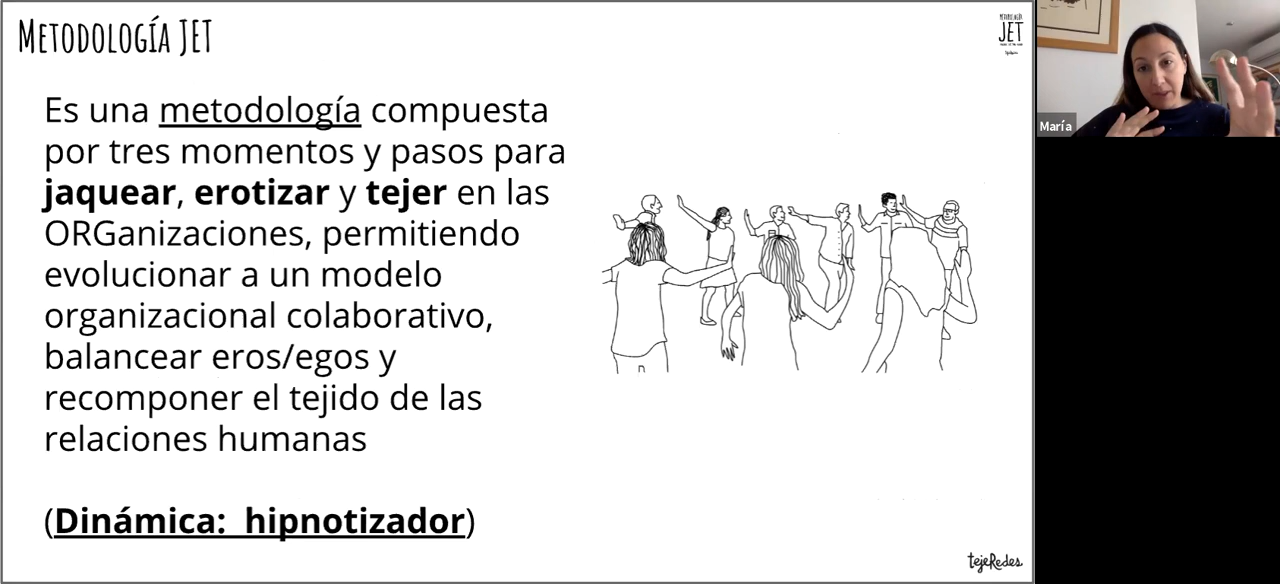 Metodología JET
JET
Es una metodología compuesta
por tres momentos y pasos para
jaquear, erotizar y tejer en las
ORGanizaciones, permitiendo
evolucionar a un modelo
organizacional colaborativo,
balancear eros/egos y
recomponer el tejido de las
relaciones humanas
(Dinámica: hipnotizador)
tejeRedes
María